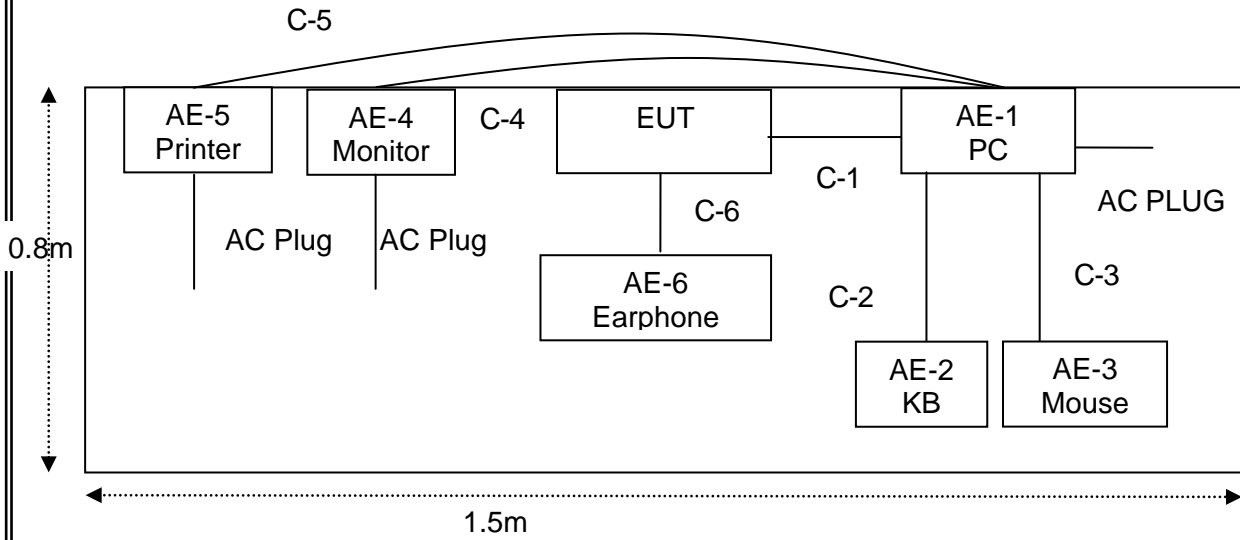 C-5
AE-5
Printer
AE-4
Monitor
C-4
EUT
AE-1
PC
C-1
AC PLUG
C-6
AC Plug
AC Plug
0.8m
AE-6
Earphone
C-2
C-3
AE-2
KB
AE-3
Mouse
1.5m